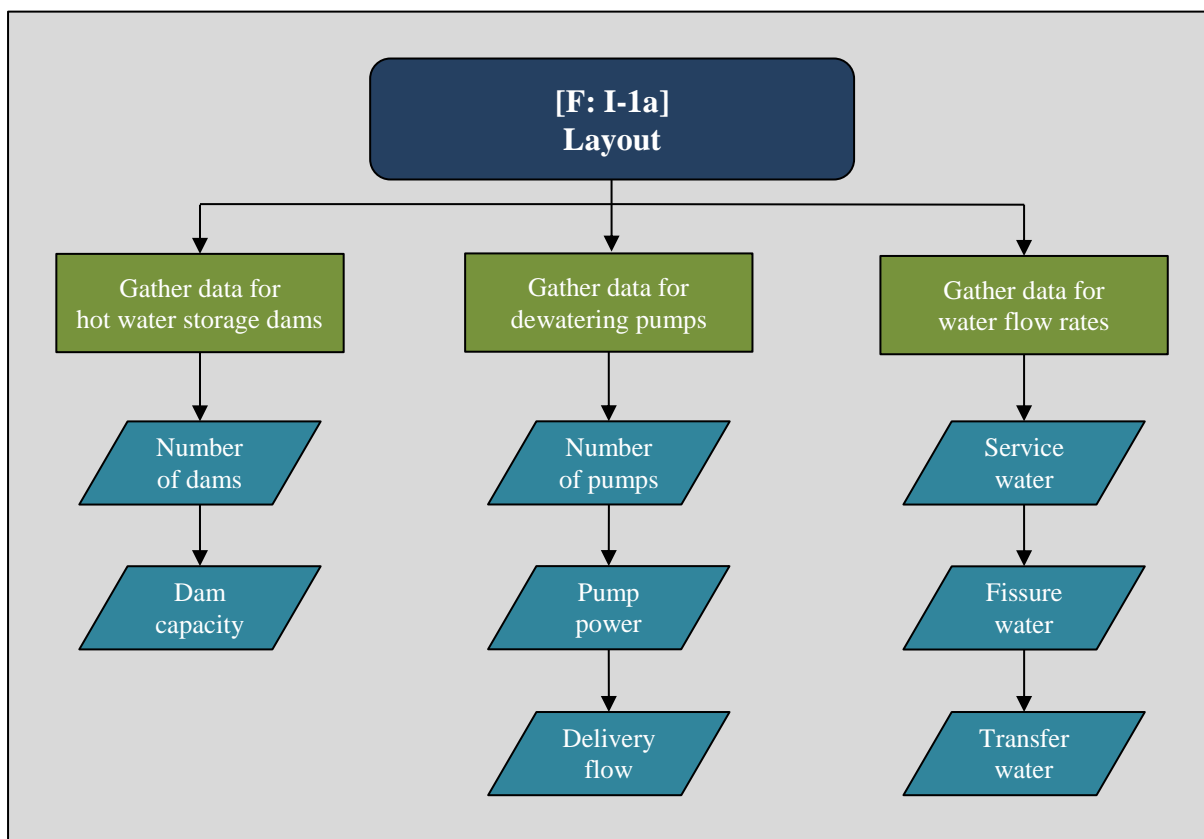 [F: I-1a]
Layout
Gather data for
hot water storage dams
Number
of dams
Dam
capacity
Gather data for
dewatering pumps
Number
of pumps
Pump
power
Delivery
flow
Gather data for
water flow rates
Service
water
Fissure
water
Transfer
water